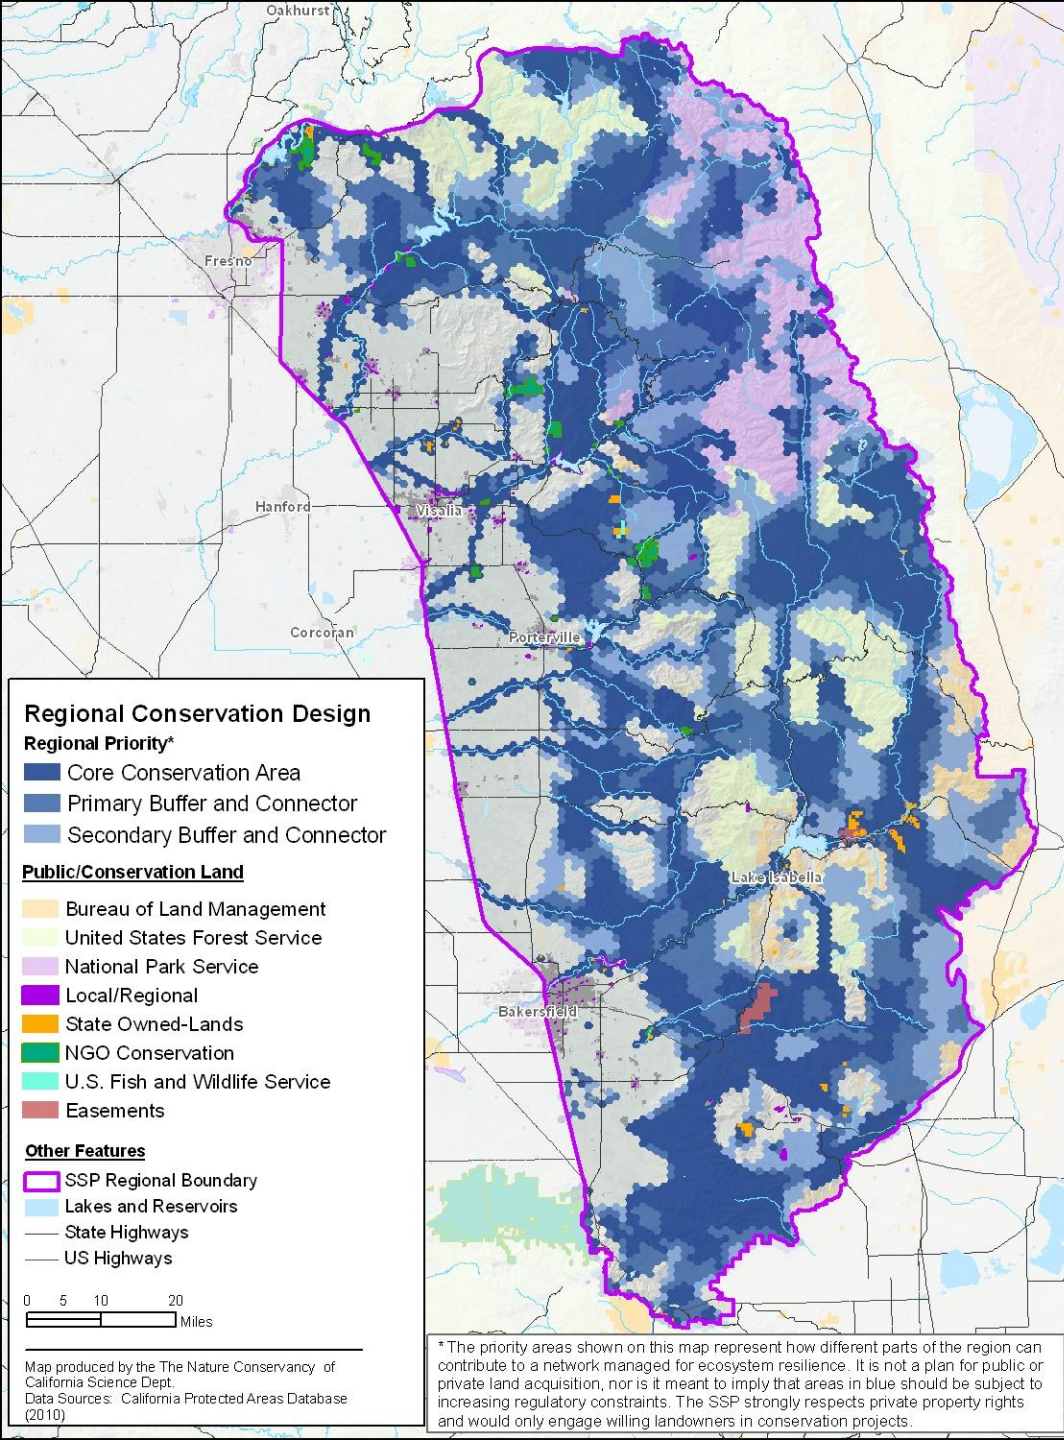 Oakhurst
Fresno
Hanford
Visalia
Corcoran
Porterville
Lake Isabella
Bakersfield
Regional Conservation Design
Regional Priority*
Core Conservation Area
Primary Buffer and Connector
Secondary Buffer and Connector
Public/Conservation Land
Bureau of Land Management
United States Forest Service
National Park Service
Local/Regional
State Owned-Lands
NGO Conservation
U.S. Fish and Wildlife Service
Easements
Other Features
SSP Regional Boundary
Lakes and Reservoirs
State Highways
US Highways
0 5 10 20
Miles
Map produced by the The Nature Conservancy of
California Science Dept.
Data Sources: California Protected Areas Database
(2010)
* The priority areas shown on this map represent how different parts of the region can
contribute to a network managed for ecosystem resilience. It is not a plan for public or
private land acquisition, nor is it meant to imply that areas in blue should be subject to
increasing regulatory constraints. The SSP strongly respects private property rights
and would only engage willing landowners in conservation projects.